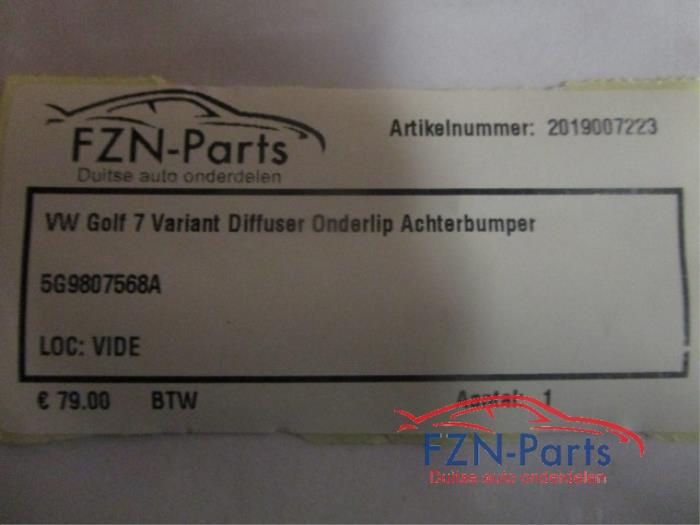 FZN-Parts
Duitse auto onderdelen
Artikelnummer: 2019007223
VW Golf 7 Variant Diffuser Onderlip Achterbumper
5G9807568A
LOC: VIDE
€ 79.00 BTW Aantal: 1
FZN-Parts
Duitse auto onderdelen